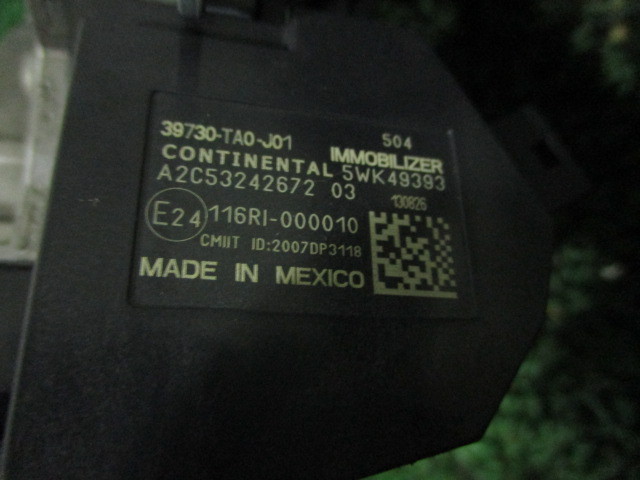 39730-TA0-J01 504
CONTINENTAL IMMOBILIZER
A2C53242672 03 5WK49393
130826
E24 116RI-000010
CMIIT ID:2007DP3118
MADE IN MEXICO